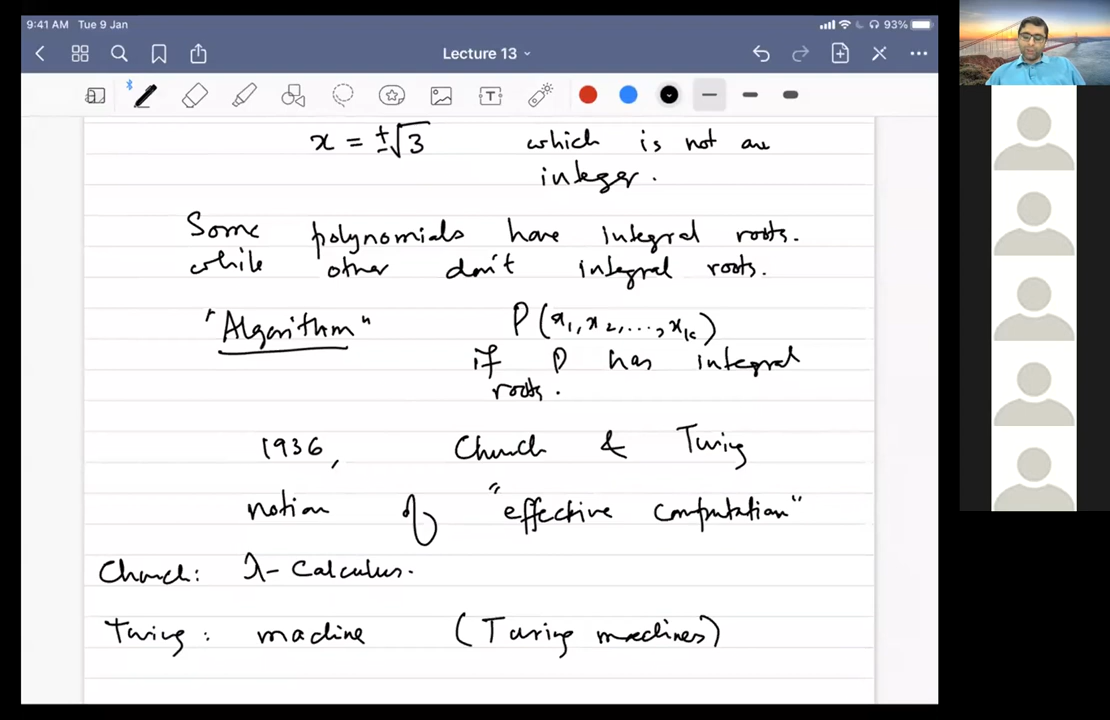 9:41 AM Tue 9 Jan
93%
Lecture 13
x = ±√3 which is not an
integer.
Some polynomials have integral roots.
while other don't integral roots.
"Algorithm" P(x₁, x₂, ..., xₖ)
if P has integral
roots.
1936, Church & Turing
notion of "effective computation"
Church: λ-Calculus.
Turing: machine (Turing machines)